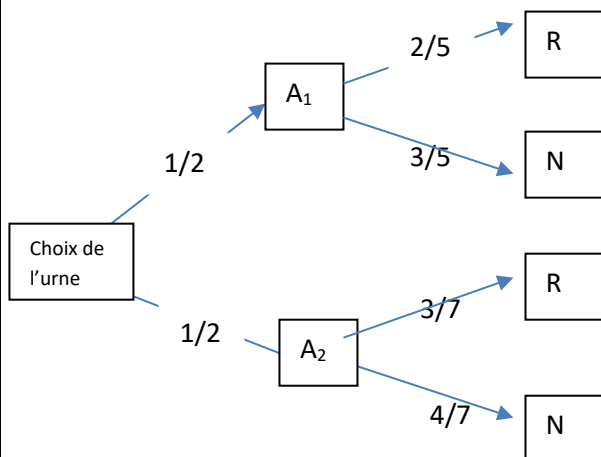 2/5
R
A₁
3/5
N
1/2
Choix de
l’urne
1/2
3/7
R
A₂
4/7
N